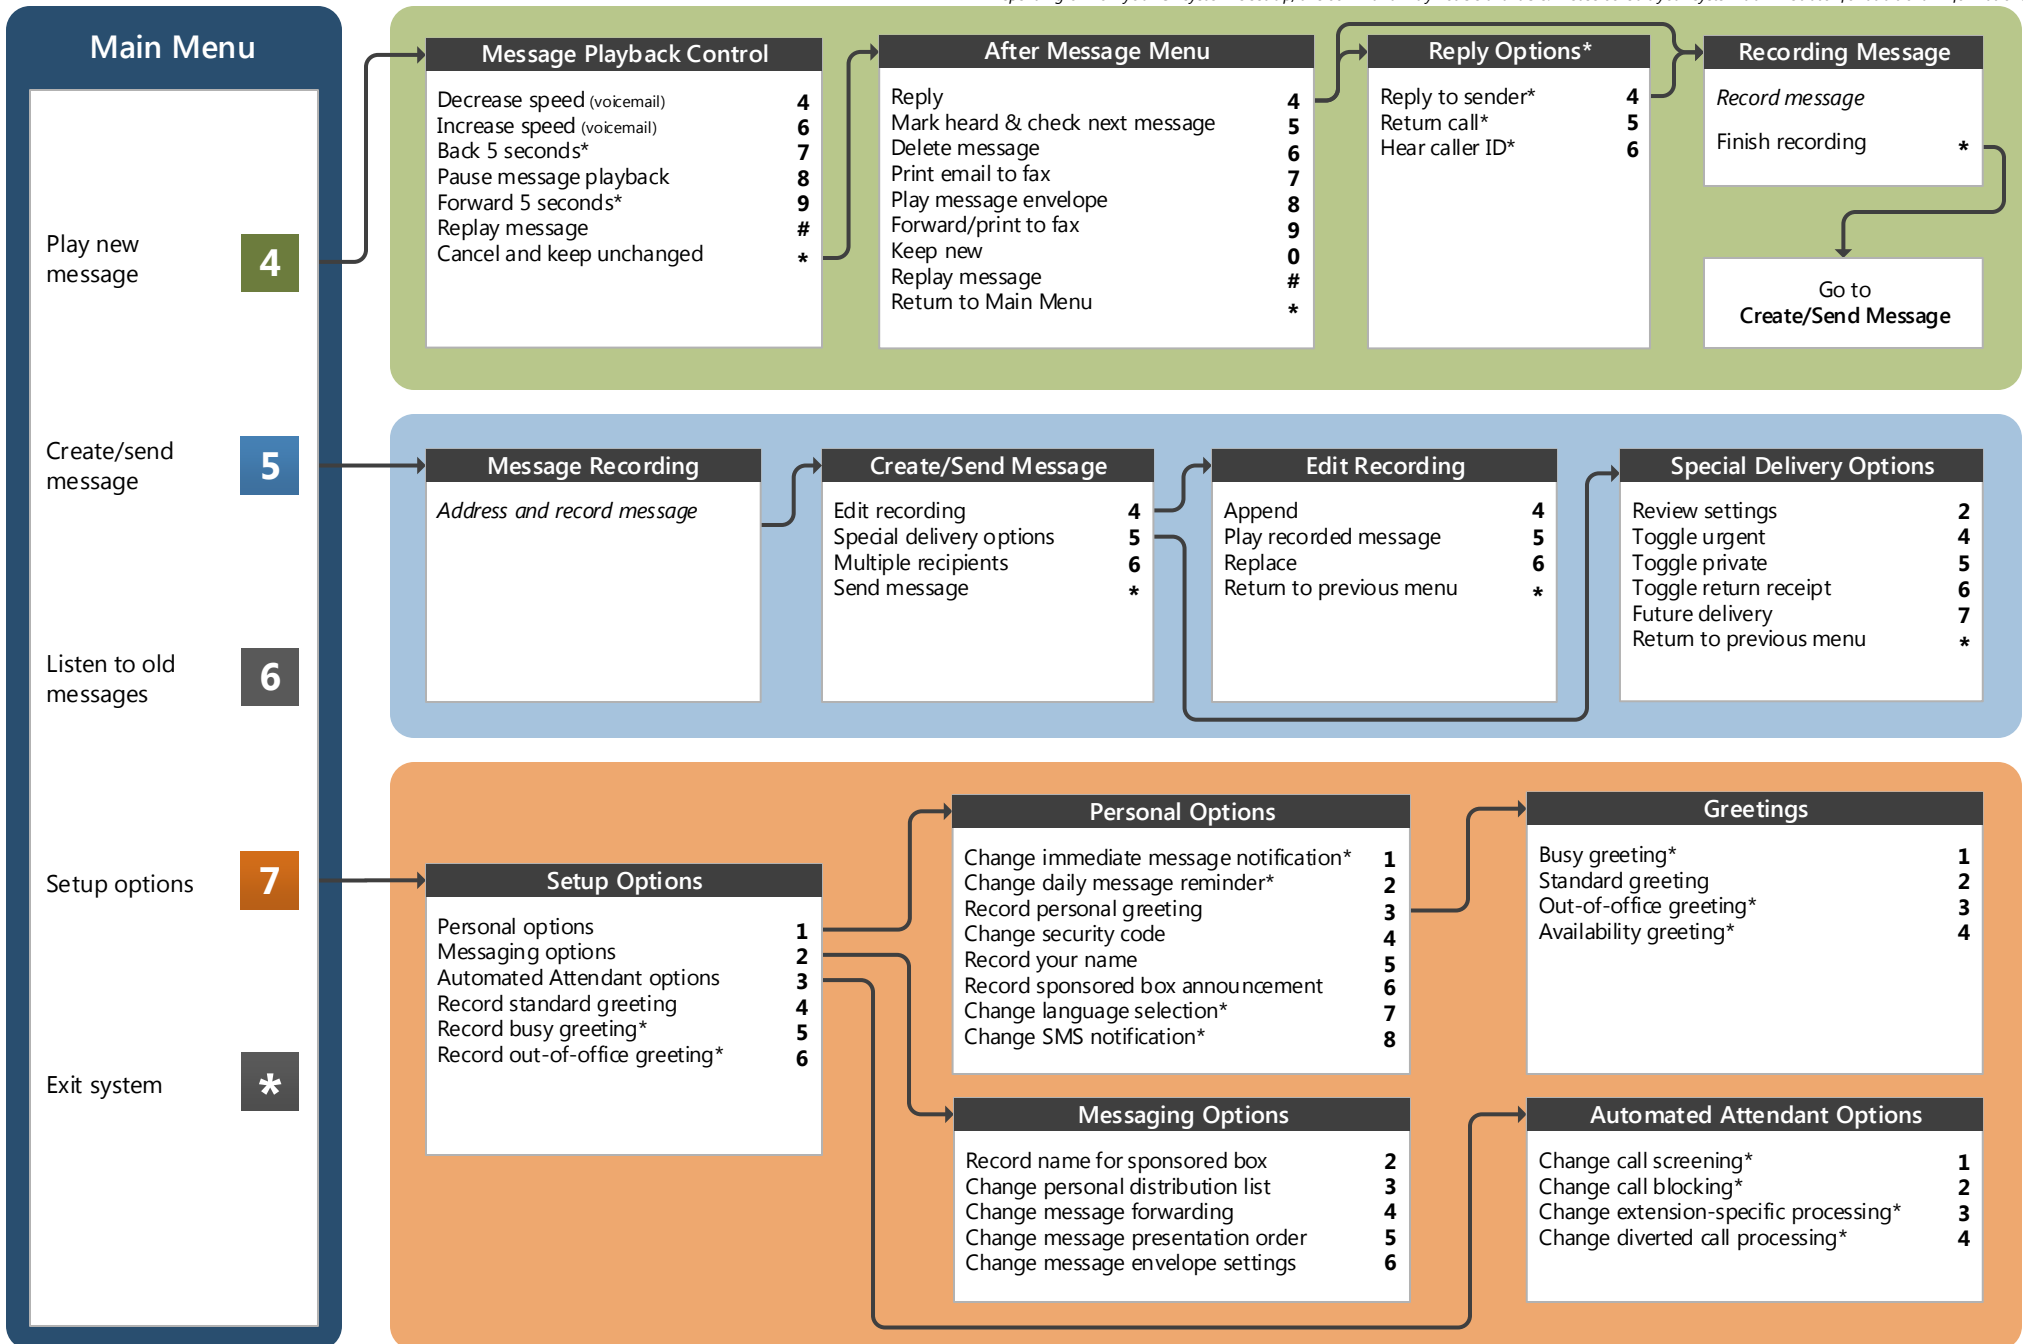 Main Menu
Play new
message
4
Create/send
message
5
Listen to old
messages
6
Setup options
7
Exit system
*
Message Playback Control
Decrease speed (voicemail) 4
Increase speed (voicemail) 6
Back 5 seconds* 7
Pause message playback 8
Forward 5 seconds* 9
Replay message #
Cancel and keep unchanged *
After Message Menu
Reply 4
Mark heard & check next message 5
Delete message 6
Print email to fax 7
Play message envelope 8
Forward/print to fax 9
Keep new 0
Replay message #
Return to Main Menu *
Reply Options*
Reply to sender* 4
Return call* 5
Hear caller ID* 6
Recording Message
Record message
Finish recording *
Go to
Create/Send Message
Message Recording
Address and record message
Create/Send Message
Edit recording 4
Special delivery options 5
Multiple recipients 6
Send message *
Edit Recording
Append 4
Play recorded message 5
Replace 6
Return to previous menu *
Special Delivery Options
Review settings 2
Toggle urgent 4
Toggle private 5
Toggle return receipt 6
Future delivery 7
Return to previous menu *
Setup Options
Personal options 1
Messaging options 2
Automated Attendant options 3
Record standard greeting 4
Record busy greeting* 5
Record out-of-office greeting* 6
Personal Options
Change immediate message notification* 1
Change daily message reminder* 2
Record personal greeting 3
Change security code 4
Record your name 5
Record sponsored box announcement 6
Change language selection* 7
Change SMS notification* 8
Greetings
Busy greeting* 1
Standard greeting 2
Out-of-office greeting* 3
Availability greeting* 4
Messaging Options
Record name for sponsored box 2
Change personal distribution list 3
Change message forwarding 4
Change message presentation order 5
Change message envelope settings 6
Automated Attendant Options
Change call screening* 1
Change call blocking* 2
Change extension-specific processing* 3
Change diverted call processing* 4